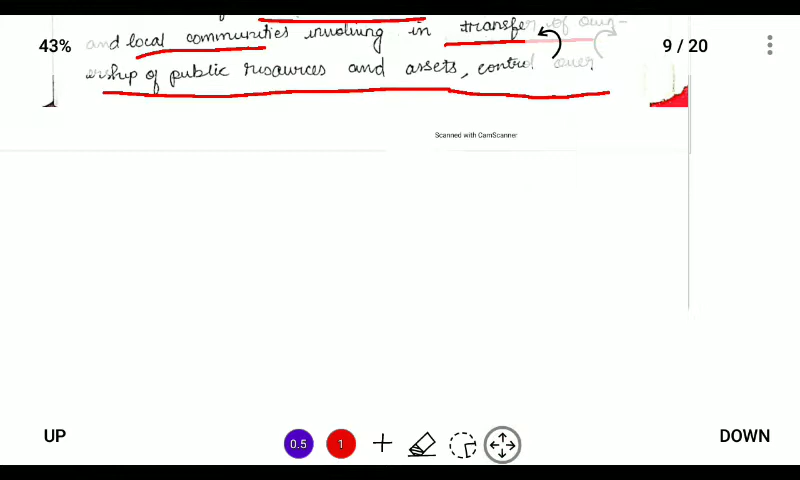 and local communities involving in transfer of own-
43%
9 / 20
ership of public resources and assets, control over
Scanned with CamScanner
UP
0.5
1
DOWN